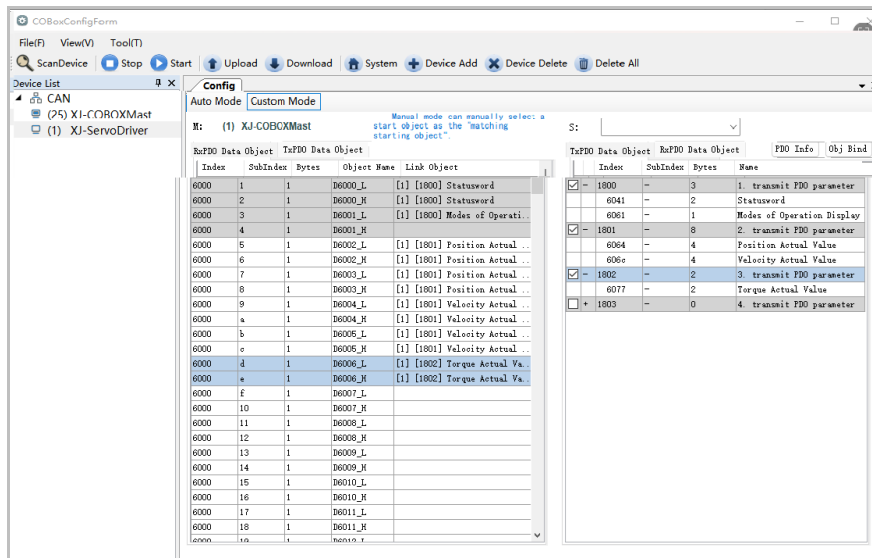 COBoxConfigForm
File(F) View(V) Tool(T)
ScanDevice Stop Start Upload Download System Device Add Device Delete Delete All
Device List
CAN
(25) XJ-COBOXMast
(1) XJ-ServoDriver
Config
Auto Mode Custom Mode
M: (1) XJ-COBOXMast
Manual mode can manually select a
start object as the "matching
starting object".
RxPDO Data Object TxPDO Data Object
Index SubIndex Bytes Object Name Link Object
6000 1 1 D6000_L [1] [1800] Statusword
6000 2 1 D6000_H [1] [1800] Statusword
6000 3 1 D6001_L [1] [1800] Modes of Operati..
6000 4 1 D6001_H
6000 5 1 D6002_L [1] [1801] Position Actual ..
6000 6 1 D6002_H [1] [1801] Position Actual ..
6000 7 1 D6003_L [1] [1801] Position Actual ..
6000 8 1 D6003_H [1] [1801] Position Actual ..
6000 9 1 D6004_L [1] [1801] Velocity Actual ..
6000 a 1 D6004_H [1] [1801] Velocity Actual ..
6000 b 1 D6005_L [1] [1801] Velocity Actual ..
6000 c 1 D6005_H [1] [1801] Velocity Actual ..
6000 d 1 D6006_L [1] [1802] Torque Actual Va..
6000 e 1 D6006_H [1] [1802] Torque Actual Va..
6000 f 1 D6007_L
6000 10 1 D6007_H
6000 11 1 D6008_L
6000 12 1 D6008_H
6000 13 1 D6009_L
6000 14 1 D6009_H
6000 15 1 D6010_L
6000 16 1 D6010_H
6000 17 1 D6011_L
6000 18 1 D6011_H
6000 19 1 D6012_L
S:
TxPDO Data Object RxPDO Data Object PDO Info Obj Bind
Index SubIndex Bytes Name
- 1800 - 3 1. transmit PDO parameter
6041 - 2 Statusword
6061 - 1 Modes of Operation Display
- 1801 - 8 2. transmit PDO parameter
6064 - 4 Position Actual Value
606c - 4 Velocity Actual Value
- 1802 - 2 3. transmit PDO parameter
6077 - 2 Torque Actual Value
+ 1803 - 0 4. transmit PDO parameter